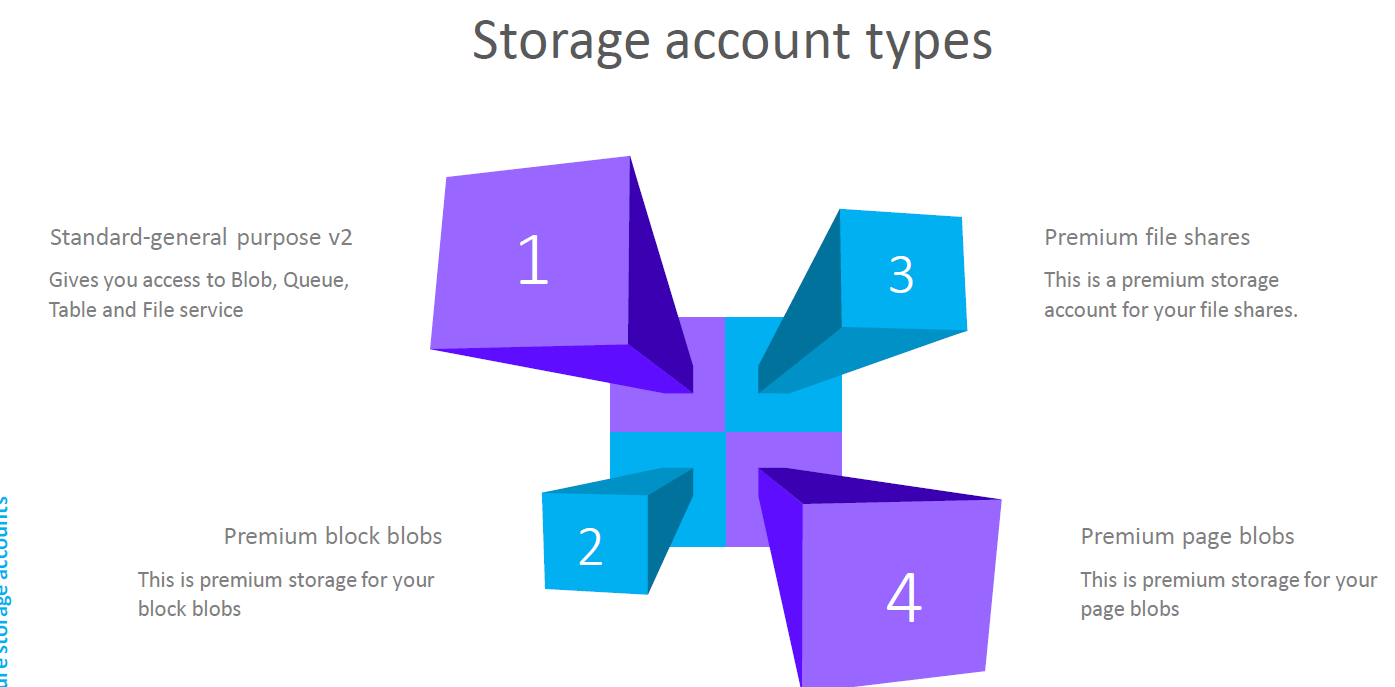 Storage account types
1
Standard-general purpose v2
Gives you access to Blob, Queue,
Table and File service
3
Premium file shares
This is a premium storage
account for your file shares.
2
Premium block blobs
This is premium storage for your
block blobs
4
Premium page blobs
This is premium storage for your
page blobs
storage accounts